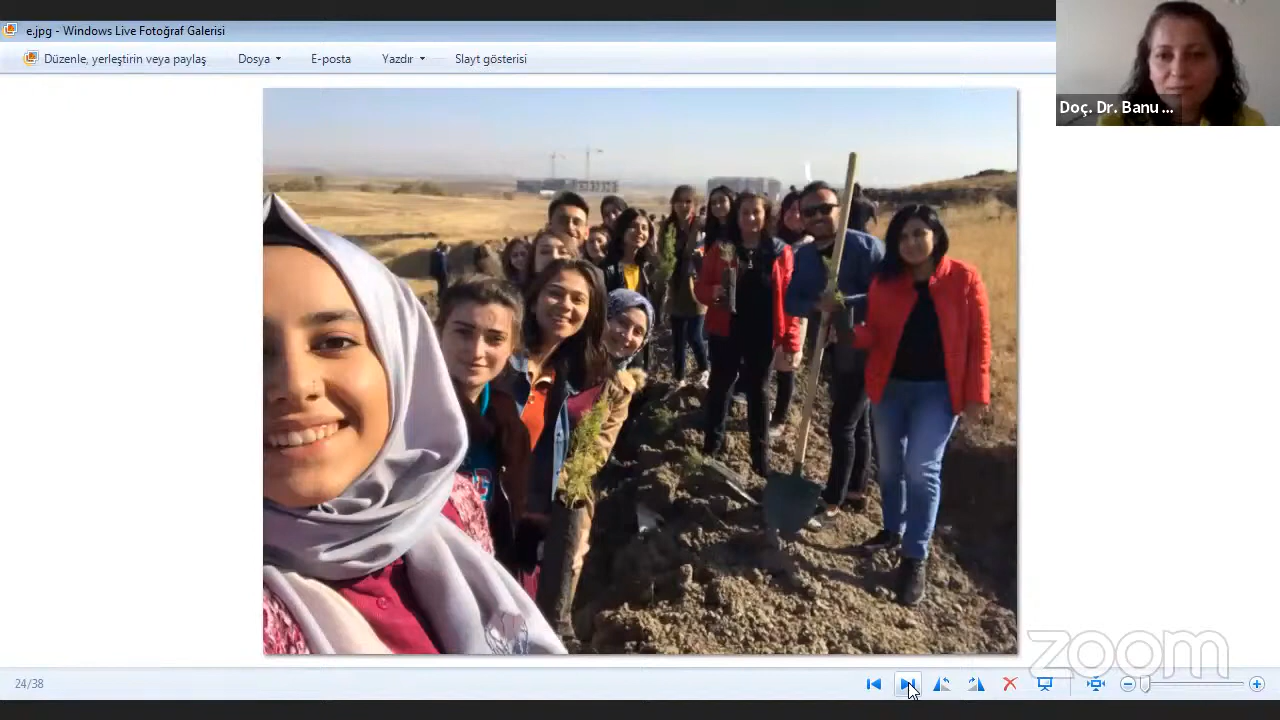 e.jpg - Windows Live Fotoğraf Galerisi
Düzenle, yerleştirin veya paylaş Dosya E-posta Yazdır Slayt gösterisi
Doç. Dr. Banu ...
zoom
24/38